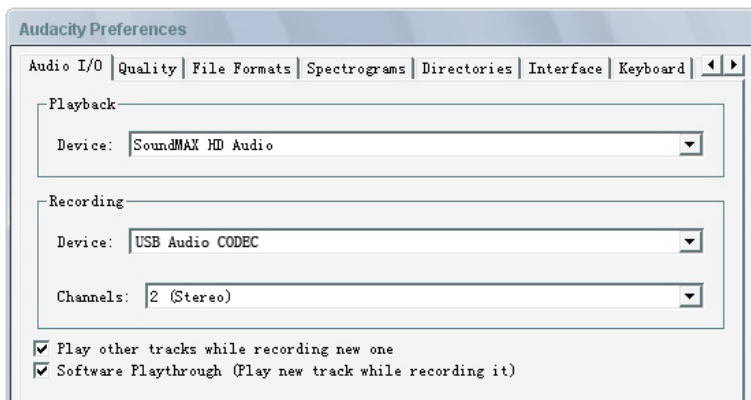 Audacity Preferences
Audio I/O Quality File Formats Spectrograms Directories Interface Keyboard
Playback
Device: SoundMAX HD Audio
Recording
Device: USB Audio CODEC
Channels: 2 (Stereo)
Play other tracks while recording new one
Software Playthrough (Play new track while recording it)